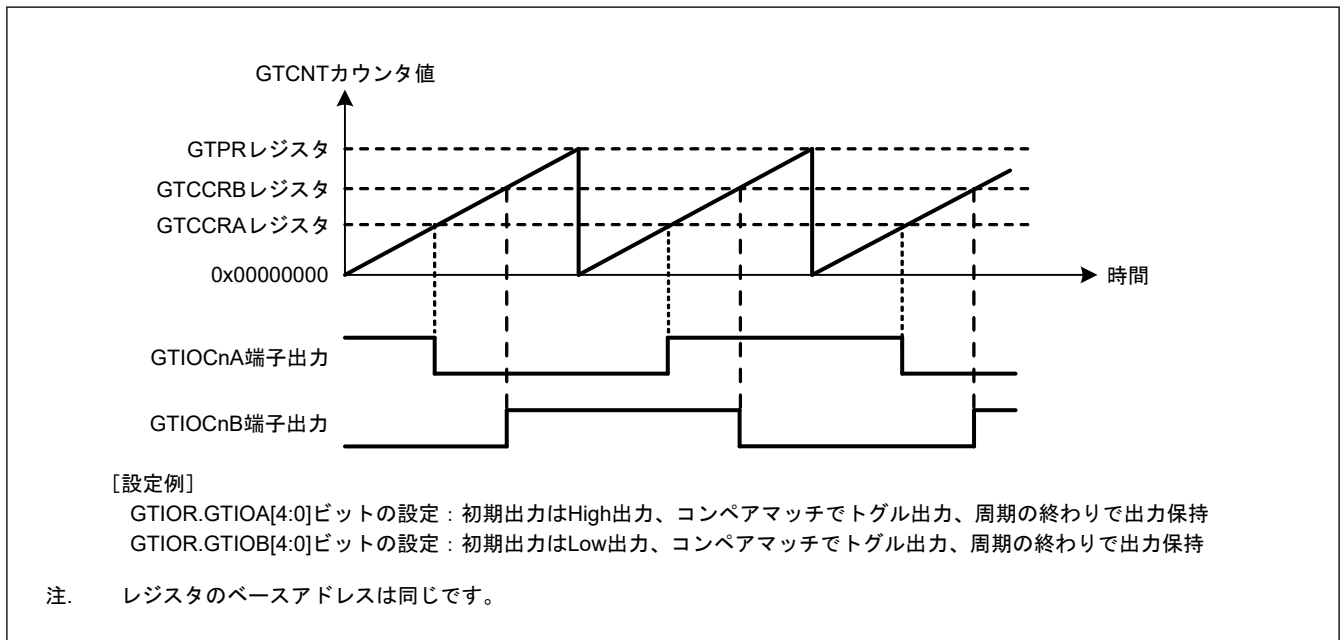 GTCNTカウンタ値
GTPRレジスタ
GTCCRBレジスタ
GTCCRAレジスタ
0x00000000
時間
GTIOCnA端子出力
GTIOCnB端子出力
［設定例］
GTIOR.GTIOA[4:0]ビットの設定：初期出力はHigh出力、コンペアマッチでトグル出力、周期の終わりで出力保持
GTIOR.GTIOB[4:0]ビットの設定：初期出力はLow出力、コンペアマッチでトグル出力、周期の終わりで出力保持
注. レジスタのベースアドレスは同じです。